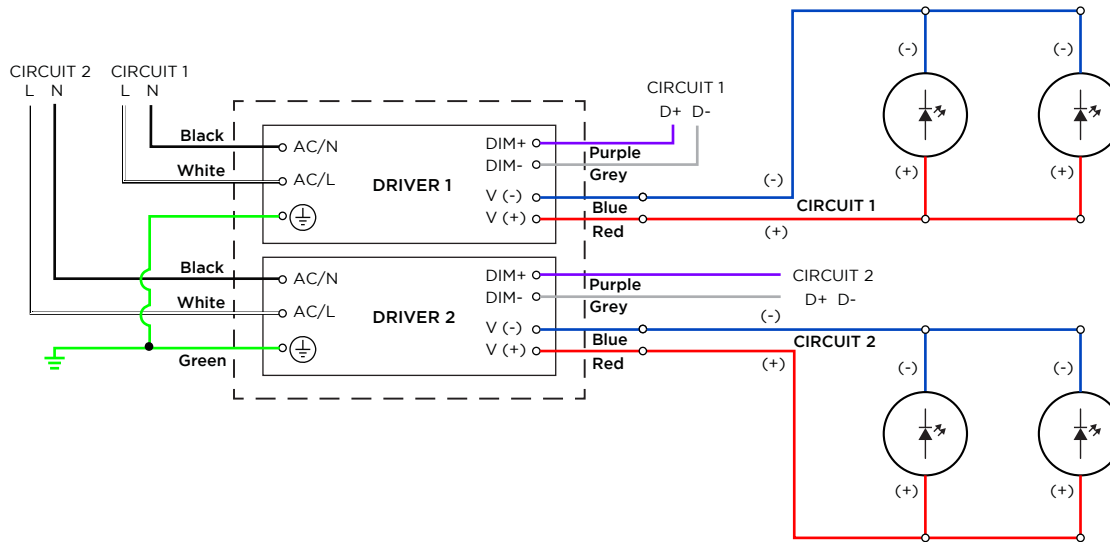 CIRCUIT 2 CIRCUIT 1
L N L N
Black
White
AC/N
AC/L
DRIVER 1
DIM+
DIM-
V (-)
V (+)
Purple
Grey
Blue
Red
CIRCUIT 1
D+ D-
(-)
CIRCUIT 1
(+)
(-)
(-)
(+)
(+)
Black
White
Green
AC/N
AC/L
DRIVER 2
DIM+
DIM-
V (-)
V (+)
Purple
Grey
Blue
Red
CIRCUIT 2
D+ D-
(-)
CIRCUIT 2
(+)
(-)
(-)
(+)
(+)